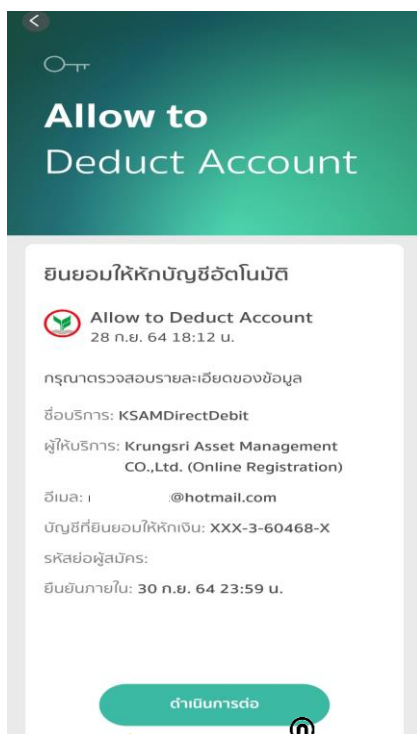 Allow to
Deduct Account
ยินยอมให้หักบัญชีอัตโนมัติ
Allow to Deduct Account
28 ก.ย. 64 18:12 น.
กรุณาตรวจสอบรายละเอียดของข้อมูล
ชื่อบริการ: KSAMDirectDebit
ผู้ให้บริการ: Krungsri Asset Management
CO.,Ltd. (Online Registration)
อีเมล: @hotmail.com
บัญชีที่ยินยอมให้หักเงิน: XXX-3-60468-X
รหัสย่อผู้สมัคร:
ยืนยันภายใน: 30 ก.ย. 64 23:59 น.
ดำเนินการต่อ